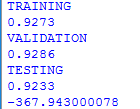 TRAINING
0.9273
VALIDATION
0.9286
TESTING
0.9233
-367.943000078